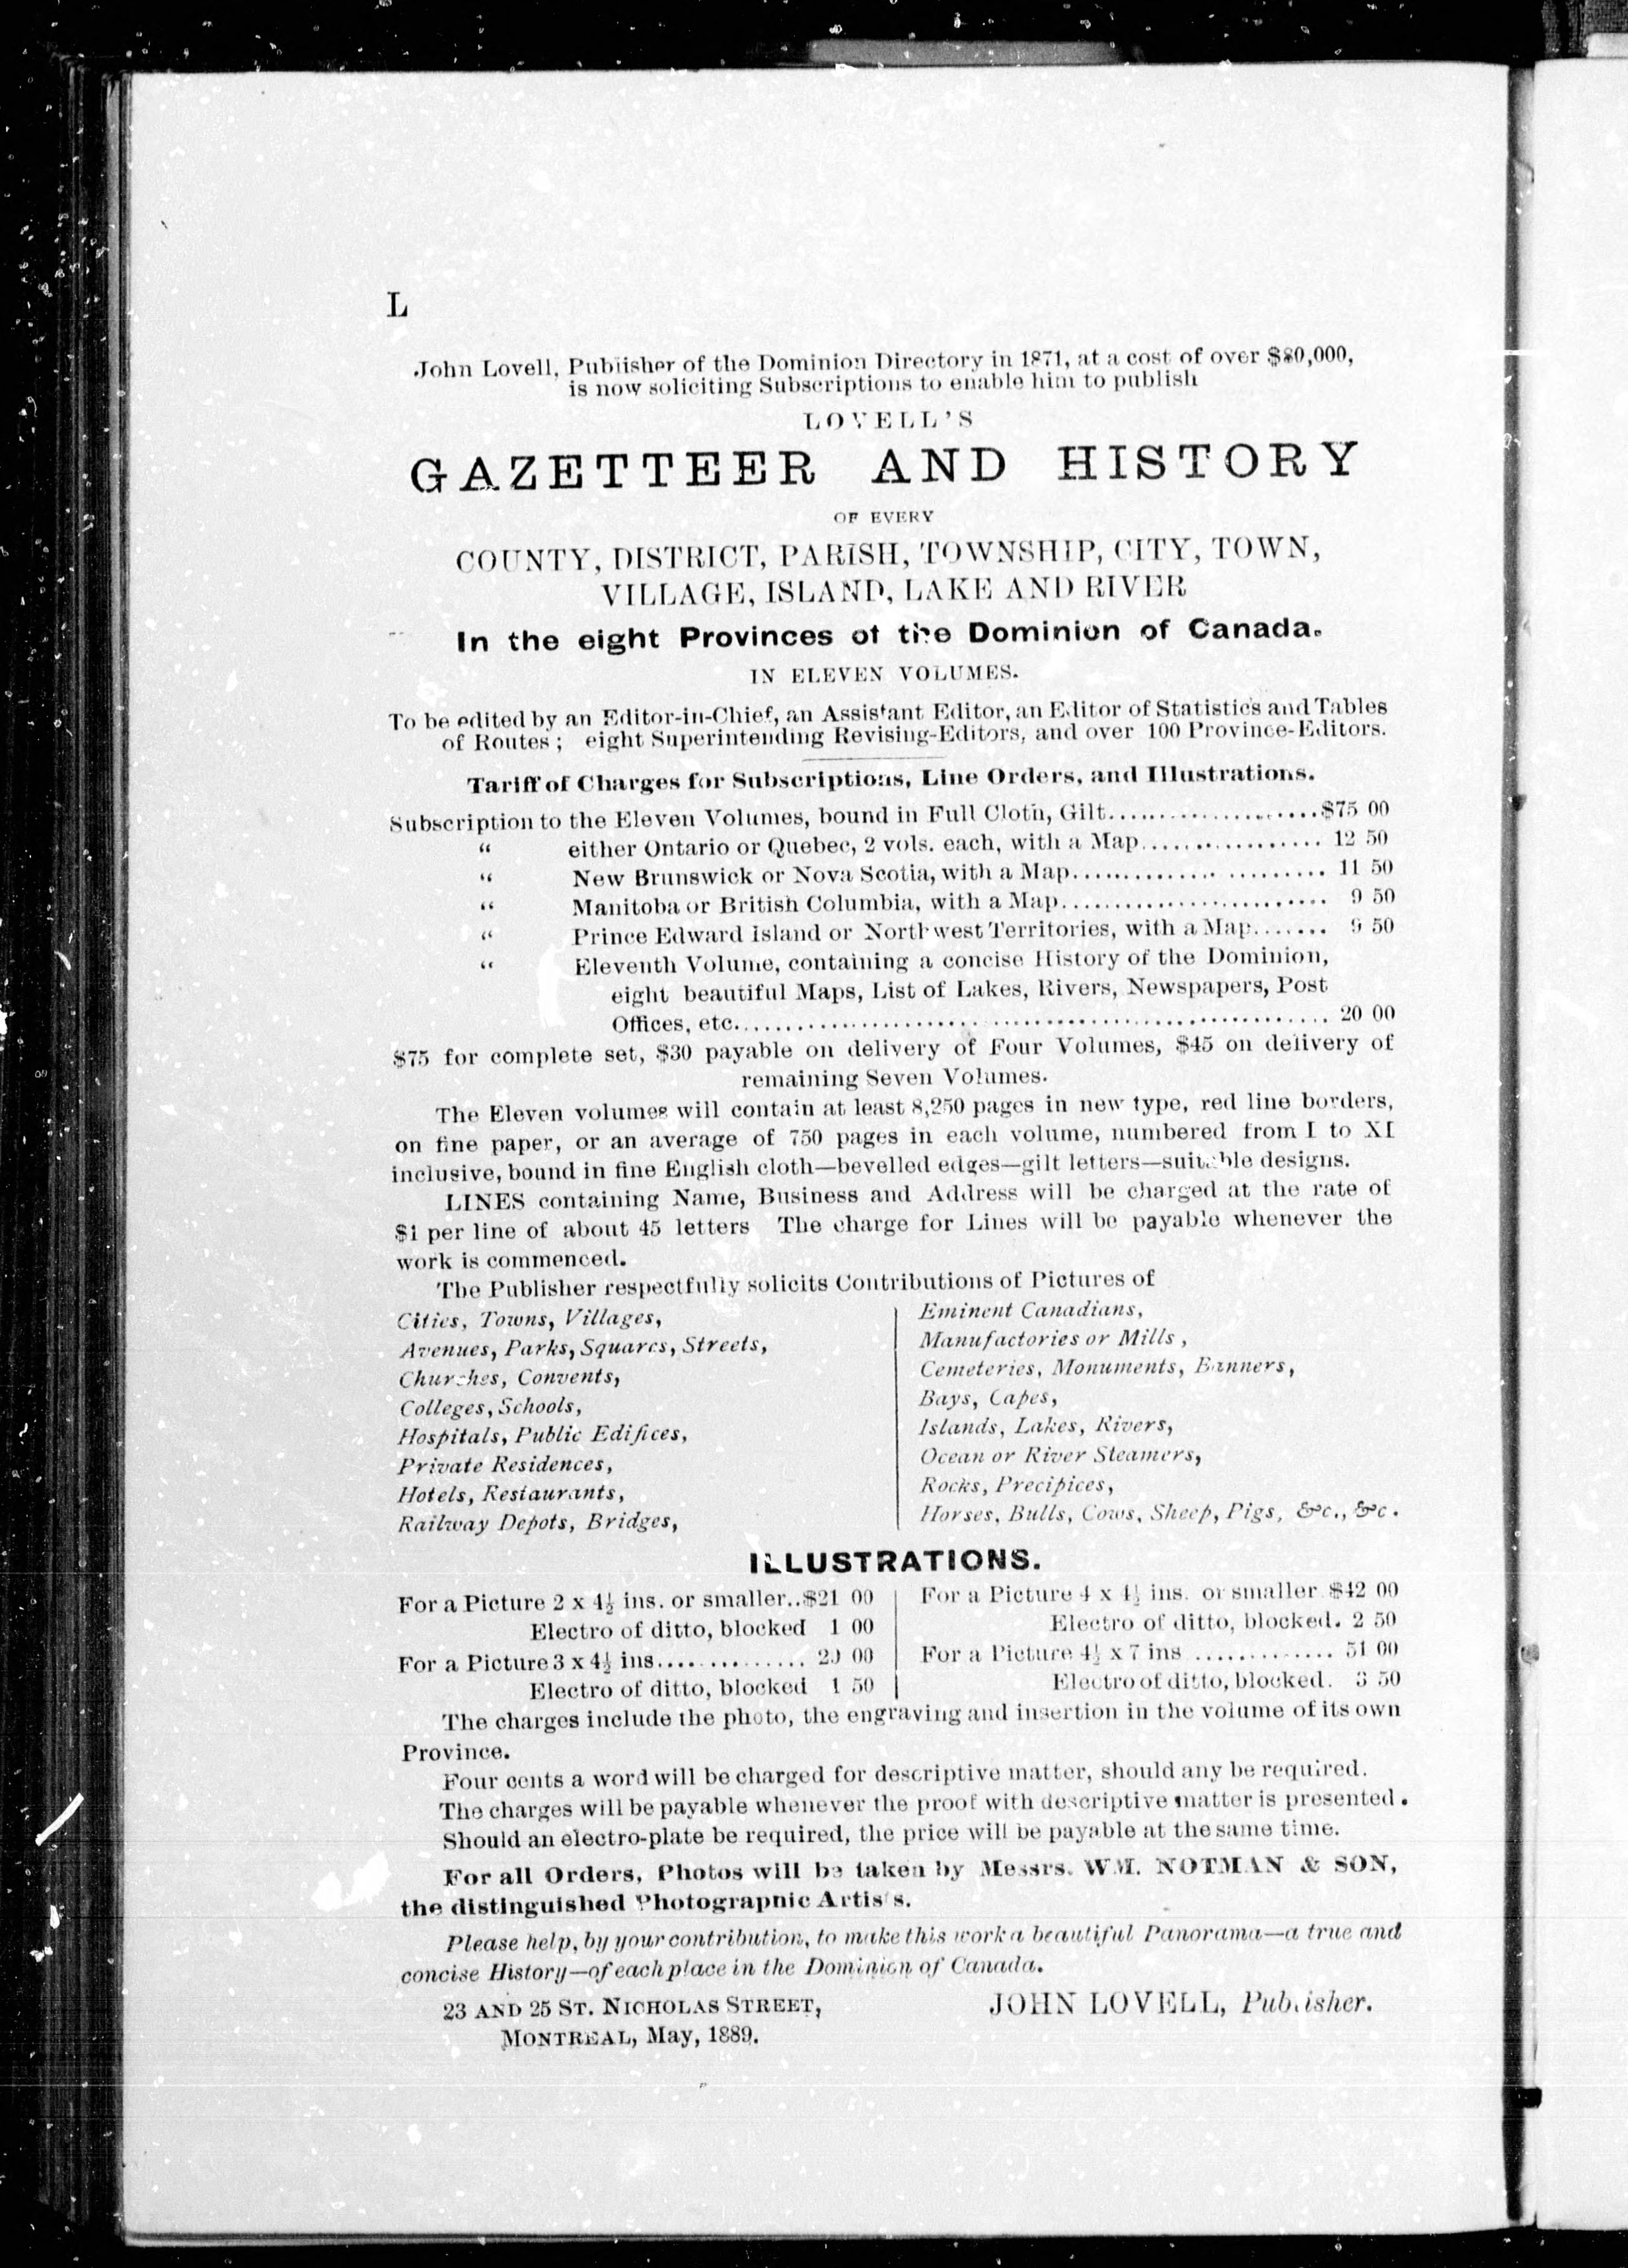 L
John Lovell, Publisher of the Dominion Directory in 1871, at a cost of over $80,000,
is now soliciting Subscriptions to enable him to publish
LOVELL'S
GAZETTEER AND HISTORY
OF EVERY
COUNTY, DISTRICT, PARISH, TOWNSHIP, CITY, TOWN,
VILLAGE, ISLAND, LAKE AND RIVER
In the eight Provinces of the Dominion of Canada.
IN ELEVEN VOLUMES.
To be edited by an Editor-in-Chief, an Assistant Editor, an Editor of Statistics and Tables
of Routes; eight Superintending Revising-Editors, and over 100 Province-Editors.
Tariff of Charges for Subscriptions, Line Orders, and Illustrations.
Subscription to the Eleven Volumes, bound in Full Cloth, Gilt.....................$75 00
“ either Ontario or Quebec, 2 vols. each, with a Map.................. 12 50
“ New Brunswick or Nova Scotia, with a Map......................... 11 50
“ Manitoba or British Columbia, with a Map.......................... 9 50
“ Prince Edward Island or Northwest Territories, with a Map....... 9 50
“ Eleventh Volume, containing a concise History of the Dominion,
eight beautiful Maps, List of Lakes, Rivers, Newspapers, Post
Offices, etc........................................................... 20 00
$75 for complete set, $30 payable on delivery of Four Volumes, $45 on delivery of
remaining Seven Volumes.
The Eleven volumes will contain at least 8,250 pages in new type, red line borders,
on fine paper, or an average of 750 pages in each volume, numbered from I to XI
inclusive, bound in fine English cloth—bevelled edges—gilt letters—suitable designs.
LINES containing Name, Business and Address will be charged at the rate of
$1 per line of about 45 letters The charge for Lines will be payable whenever the
work is commenced.
The Publisher respectfully solicits Contributions of Pictures of
Cities, Towns, Villages,
Avenues, Parks, Squares, Streets,
Churches, Convents,
Colleges, Schools,
Hospitals, Public Edifices,
Private Residences,
Hotels, Restaurants,
Railway Depots, Bridges,
Eminent Canadians,
Manufactories or Mills,
Cemeteries, Monuments, Banners,
Bays, Capes,
Islands, Lakes, Rivers,
Ocean or River Steamers,
Rocks, Precipices,
Horses, Bulls, Cows, Sheep, Pigs, &c., &c.
ILLUSTRATIONS.
For a Picture 2 x 4½ ins. or smaller..$21 00
Electro of ditto, blocked 1 00
For a Picture 3 x 4½ ins.............. 00
Electro of ditto, blocked 1 50
For a Picture 4 x 4½ ins. or smaller $42 00
Electro of ditto, blocked. 2 50
For a Picture 4½ x 7 ins .............. 51 00
Electro of ditto, blocked. 3 50
The charges include the photo, the engraving and insertion in the volume of its own
Province.
Four cents a word will be charged for descriptive matter, should any be required.
The charges will be payable whenever the proof with descriptive matter is presented.
Should an electro-plate be required, the price will be payable at the same time.
For all Orders, Photos will be taken by Messrs. WM. NOTMAN & SON,
the distinguished Photographic Artists.
Please help, by your contribution, to make this work a beautiful Panorama—a true and
concise History—of each place in the Dominion of Canada.
23 AND 25 ST. NICHOLAS STREET,
MONTREAL, May, 1889.
JOHN LOVELL, Publisher.